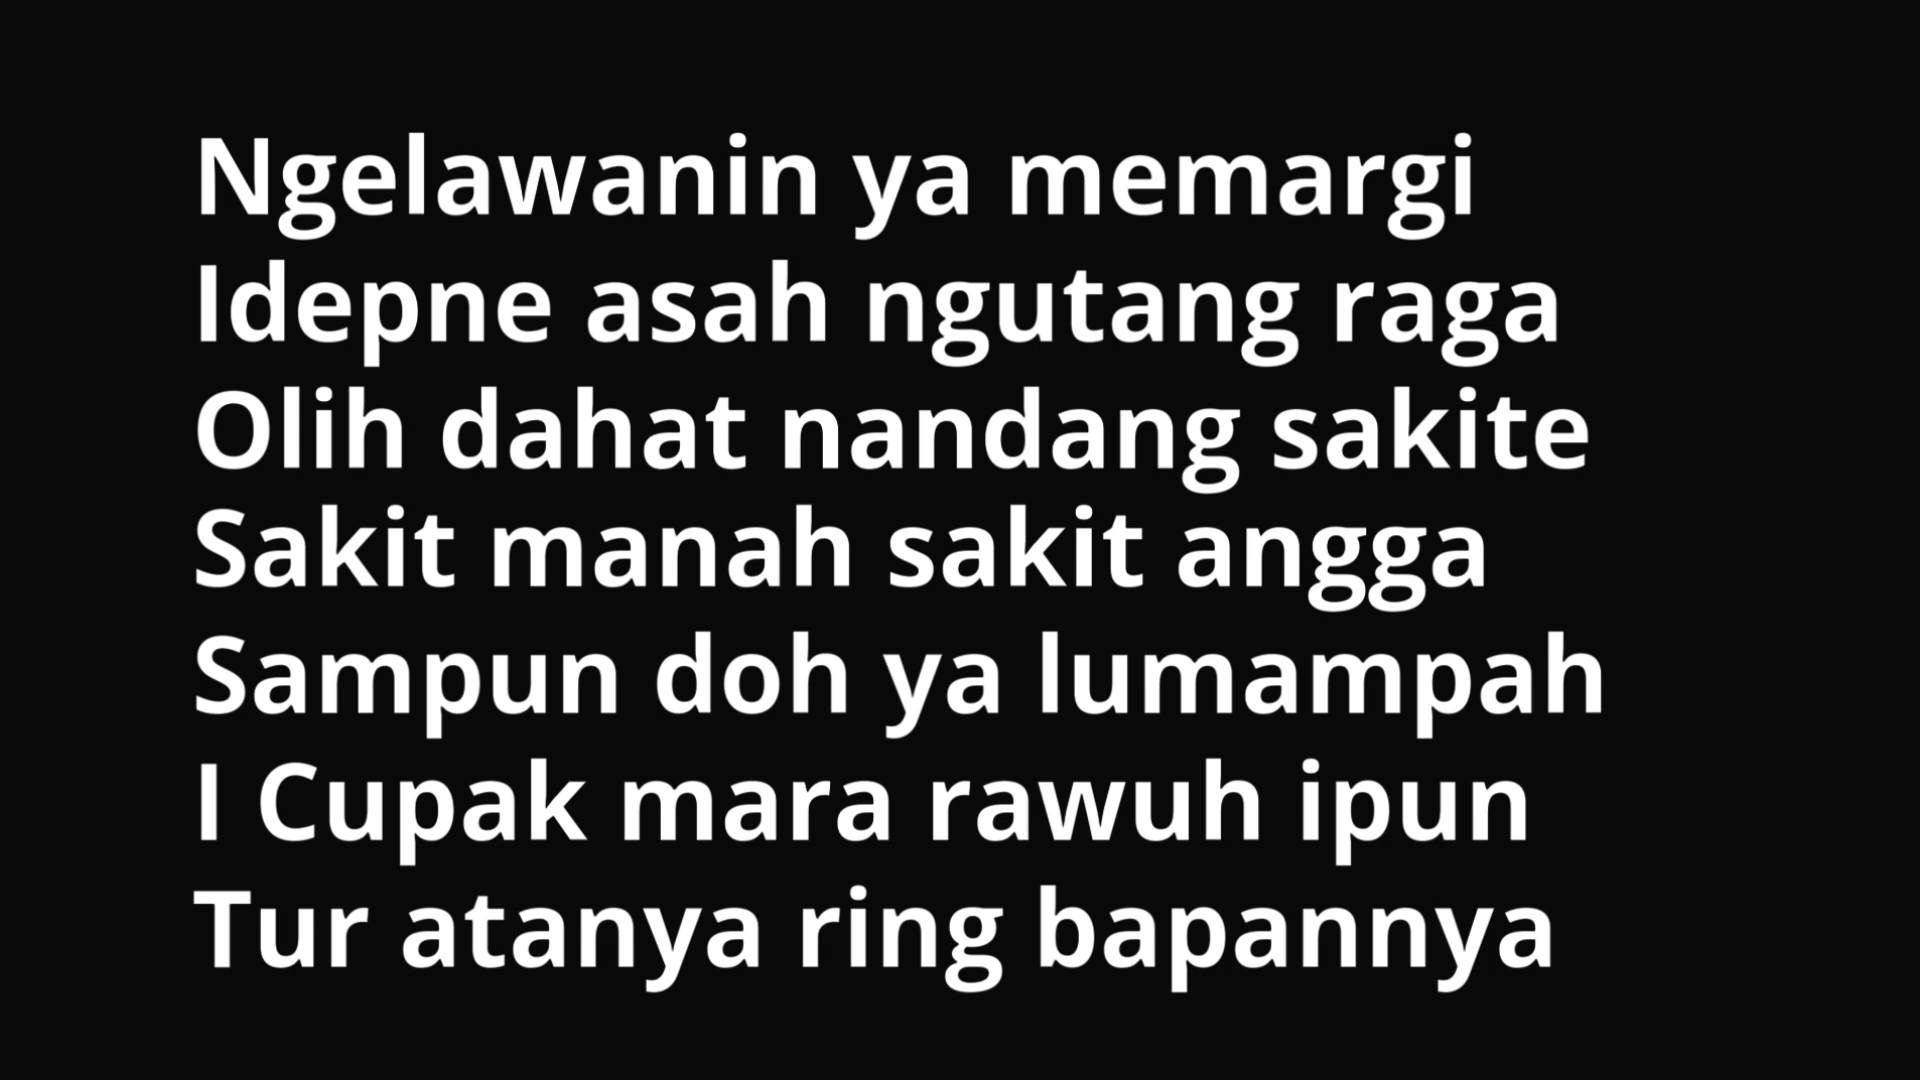 Ngelawanin ya memargi
Idepne asah ngutang raga
Olih dahat nandang sakite
Sakit manah sakit angga
Sampun doh ya lumampah
I Cupak mara rawuh ipun
Tur atanya ring bapannya